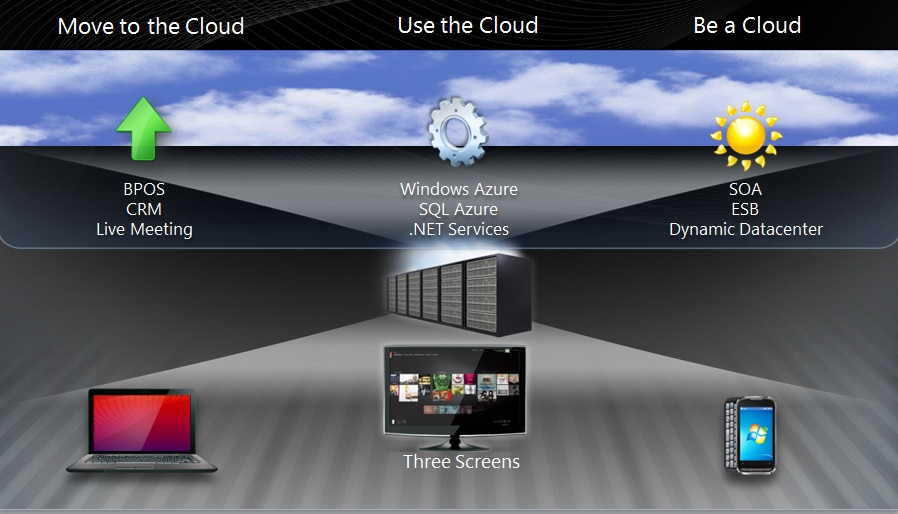 Move to the Cloud
Use the Cloud
Be a Cloud
BPOS
CRM
Live Meeting
Windows Azure
SQL Azure
.NET Services
SOA
ESB
Dynamic Datacenter
Three Screens